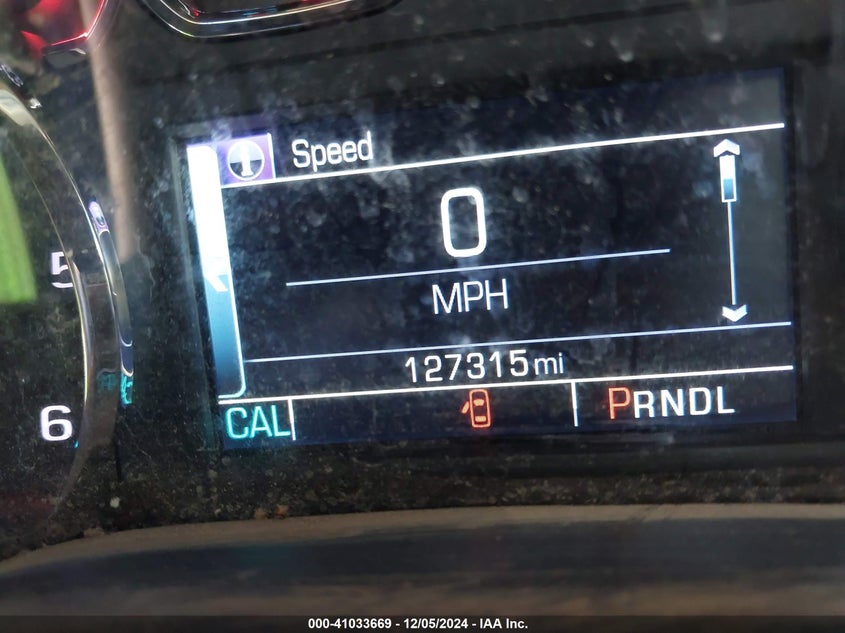 Speed
0
MPH
127315 mi
CAL
PRNDL
5
6
000-41033669 - 12/05/2024 - IAA Inc.